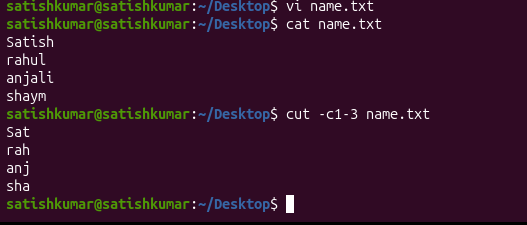 satishkumar@satishkumar:~/Desktop$ vi name.txt
satishkumar@satishkumar:~/Desktop$ cat name.txt
Satish
rahul
anjali
shaym
satishkumar@satishkumar:~/Desktop$ cut -c1-3 name.txt
Sat
rah
anj
sha
satishkumar@satishkumar:~/Desktop$